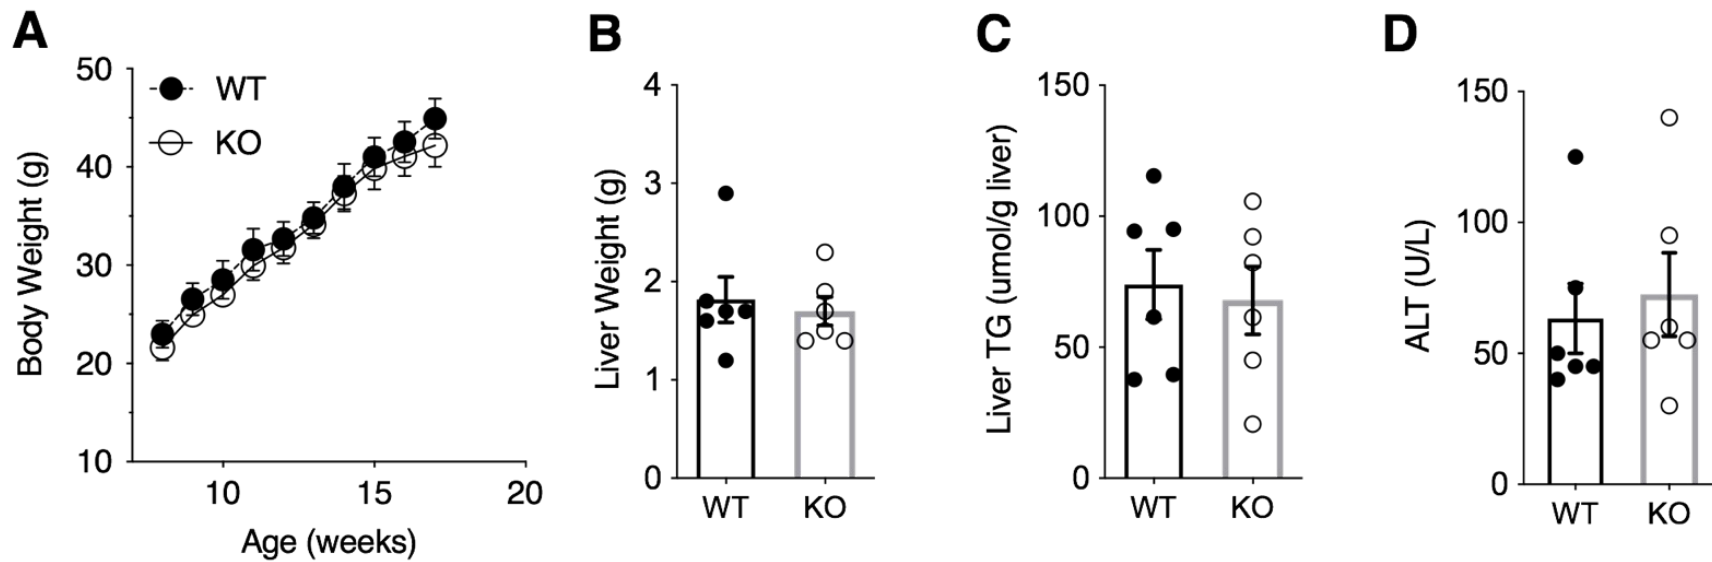 A
Body Weight (g)
50
40
30
20
10
WT
KO
10 15 20
Age (weeks)
B
Liver Weight (g)
4
3
2
1
0
WT KO
C
Liver TG (umol/g liver)
150
100
50
0
WT KO
D
ALT (U/L)
150
100
50
0
WT KO